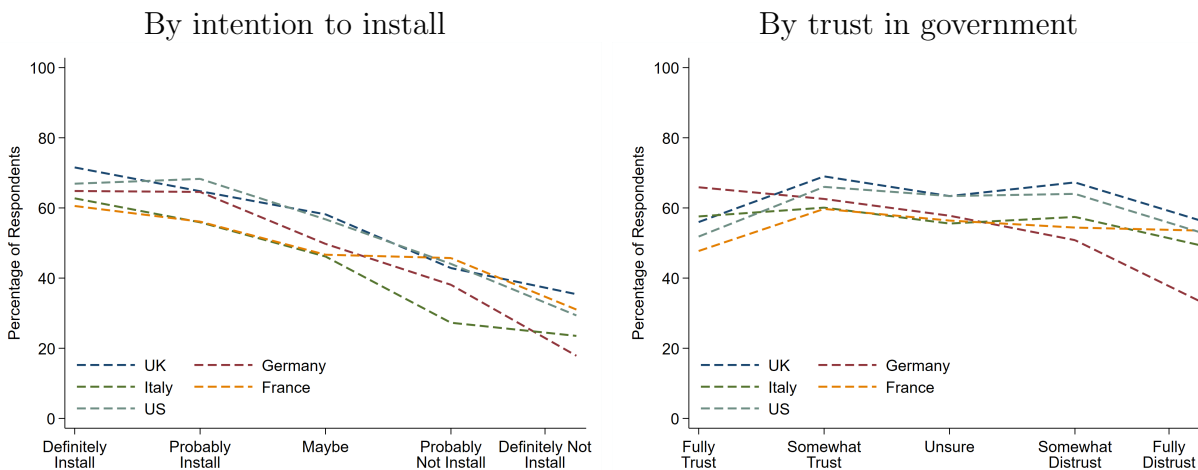 By intention to install
100
80
60
40
20
0
Percentage of Respondents
UK
Germany
Italy
France
US
Definitely
Install
Probably
Install
Maybe
Probably
Not Install
Definitely Not
Install
By trust in government
100
80
60
40
20
0
Percentage of Respondents
UK
Germany
Italy
France
US
Fully
Trust
Somewhat
Trust
Unsure
Somewhat
Distrust
Fully
Distrust